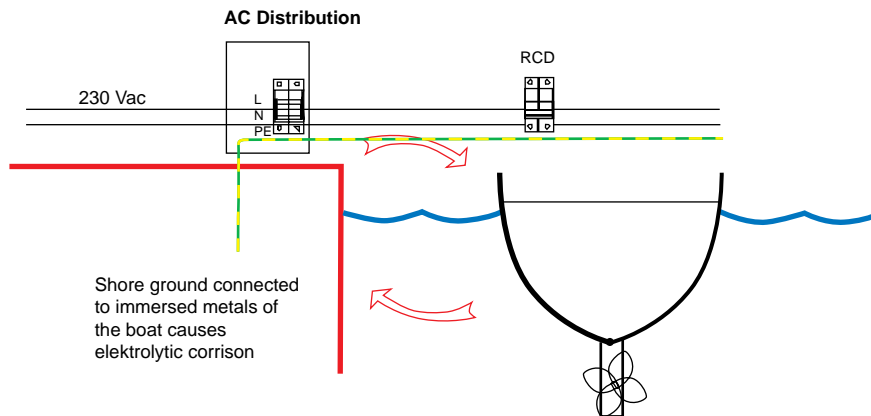 AC Distribution
RCD
230 Vac
L
N
PE
Shore ground connected
to immersed metals of
the boat causes
elektrolytic corrison